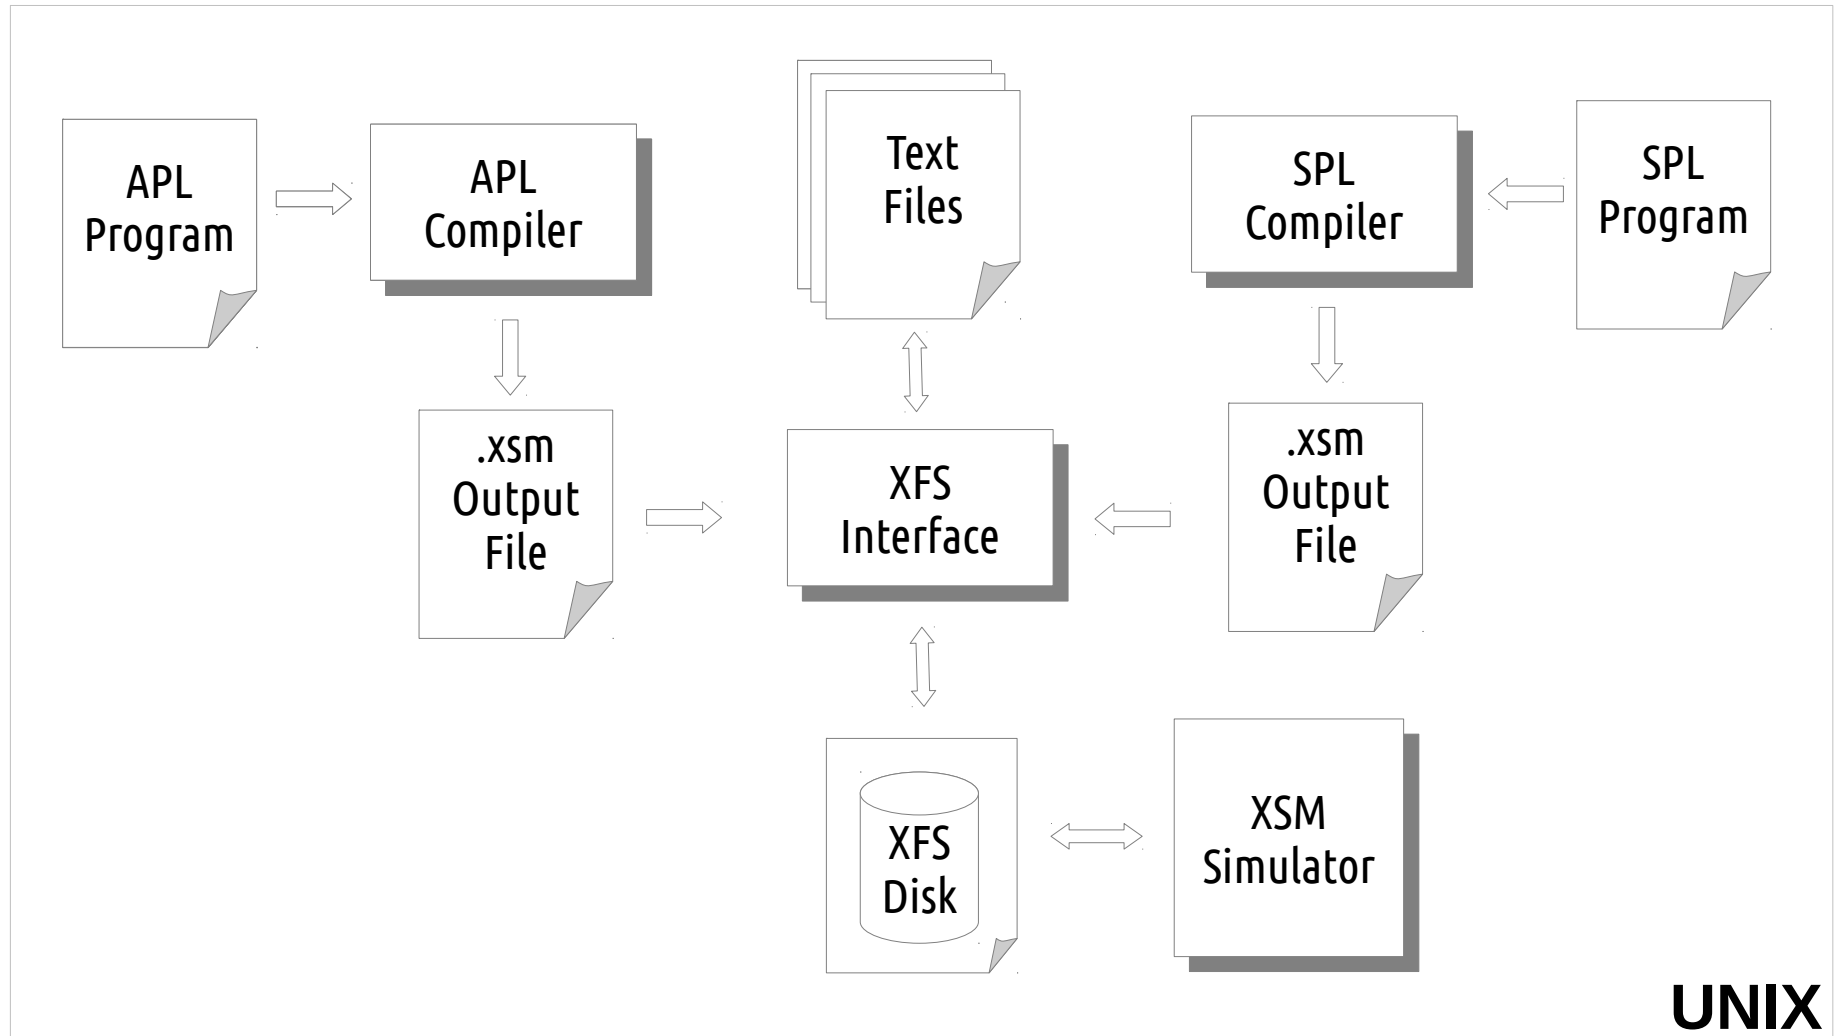 APL
Program
APL
Compiler
Text
Files
SPL
Compiler
SPL
Program
.xsm
Output
File
XFS
Interface
.xsm
Output
File
XFS
Disk
XSM
Simulator
UNIX